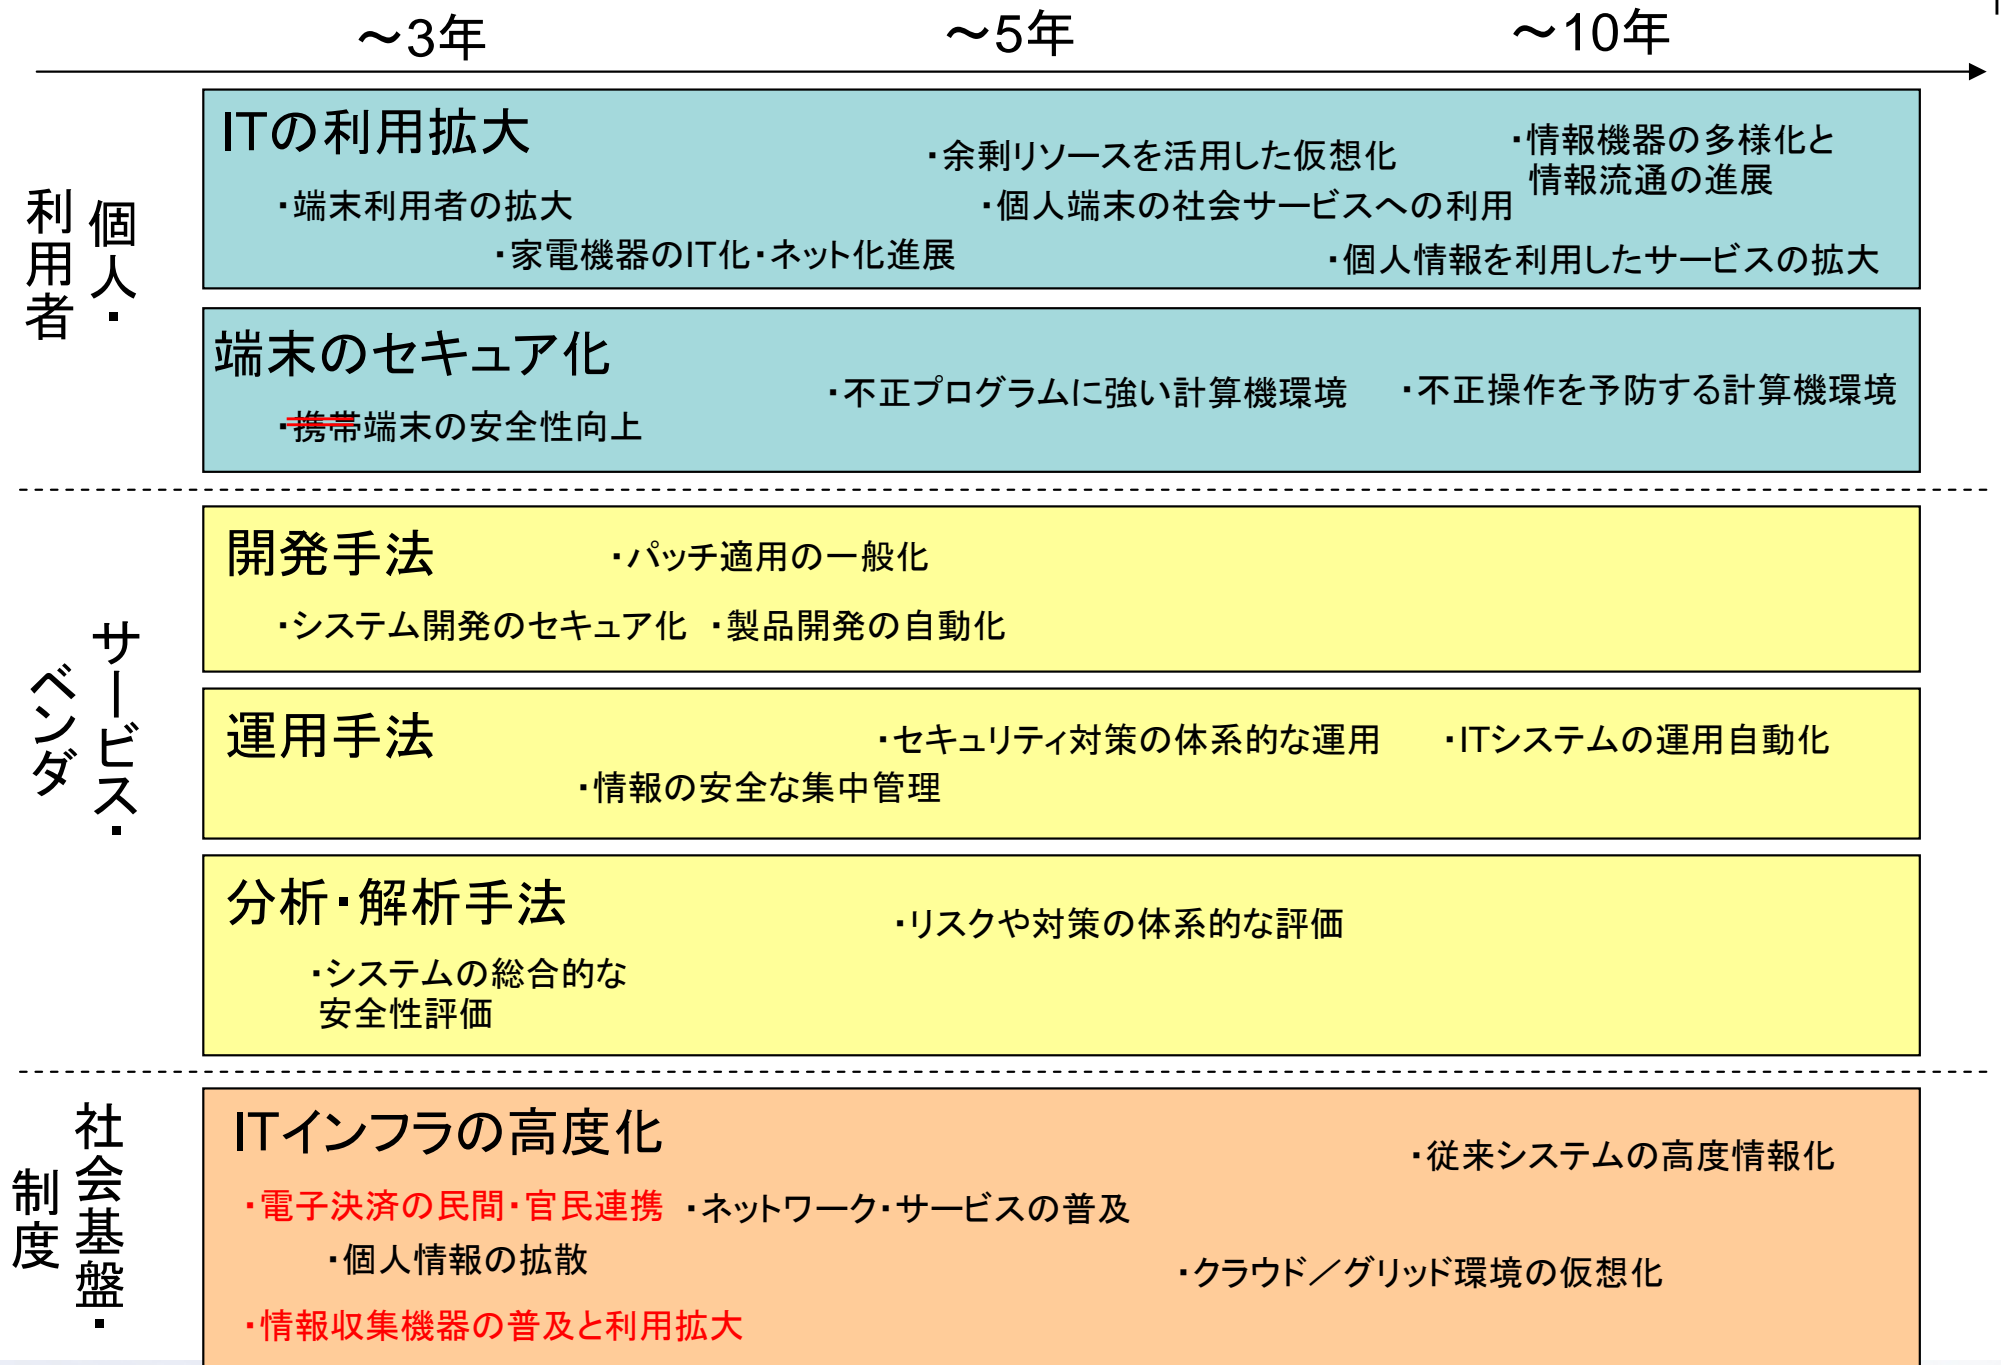 ～3年
～5年
～10年
個人・
利用者
ITの利用拡大
・余剰リソースを活用した仮想化
・情報機器の多様化と
情報流通の進展
・端末利用者の拡大
・個人端末の社会サービスへの利用
・家電機器のIT化・ネット化進展
・個人情報を利用したサービスの拡大
端末のセキュア化
・不正プログラムに強い計算機環境
・不正操作を予防する計算機環境
・携帯端末の安全性向上
サービス・
ベンダ
開発手法
・パッチ適用の一般化
・システム開発のセキュア化
・製品開発の自動化
運用手法
・セキュリティ対策の体系的な運用
・ITシステムの運用自動化
・情報の安全な集中管理
分析・解析手法
・リスクや対策の体系的な評価
・システムの総合的な
安全性評価
社会基盤・
制度
ITインフラの高度化
・従来システムの高度情報化
・電子決済の民間・官民連携
・ネットワーク・サービスの普及
・個人情報の拡散
・クラウド／グリッド環境の仮想化
・情報収集機器の普及と利用拡大